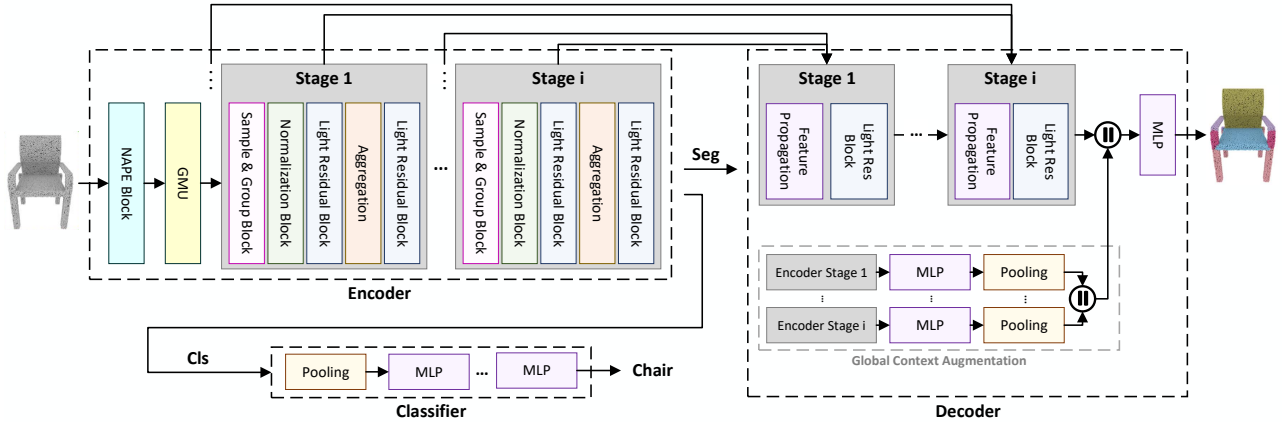 Stage 1
Stage i
Stage 1
Stage i
NAPE Block
GMU
Sample & Group Block
Normalization Block
Light Residual Block
Aggregation
Light Residual Block
...
Sample & Group Block
Normalization Block
Light Residual Block
Aggregation
Light Residual Block
Seg
Feature
Propagation
Light Res
Block
...
Feature
Propagation
Light Res
Block
MLP
Encoder
Encoder Stage 1
MLP
Pooling
...
...
...
Encoder Stage i
MLP
Pooling
Global Context Augmentation
Cls
Pooling
MLP
...
MLP
Chair
Classifier
Decoder